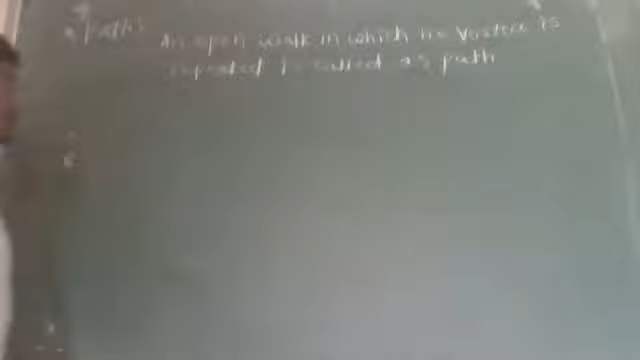 * Path: An open walk in which no vertex is
repeated is called as path